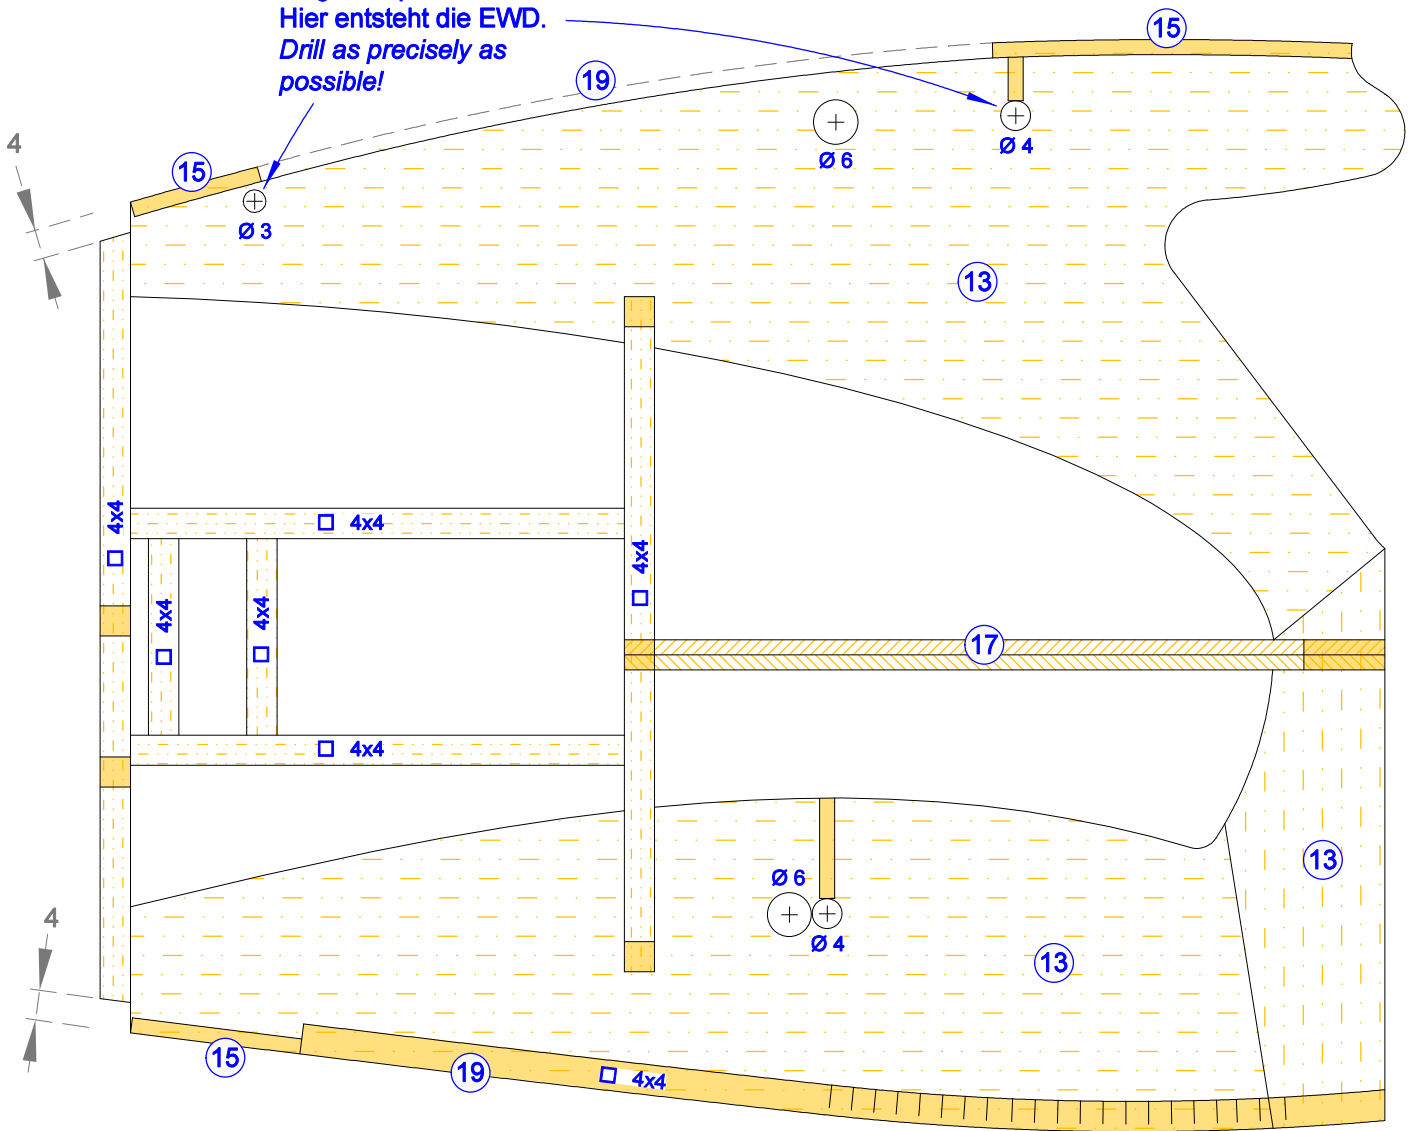 Hier entsteht die EWD.
Drill as precisely as
possible!
15
19
4
15
Ø 6
Ø 4
Ø 3
13
4x4
4x4
4x4
4x4
4x4
17
4x4
13
Ø 6
Ø 4
13
4
15
19
4x4